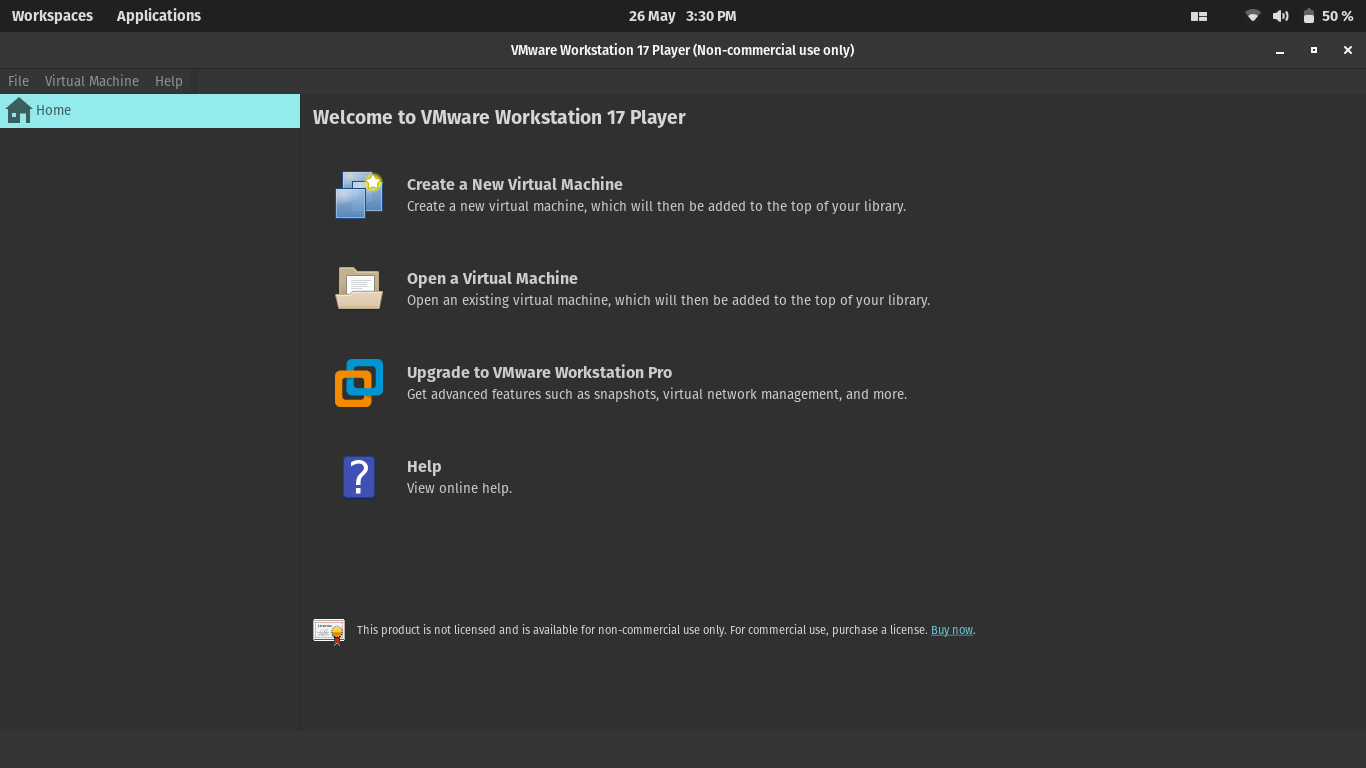 Workspaces Applications 26 May 3:30 PM 50 %
VMware Workstation 17 Player (Non-commercial use only)
File Virtual Machine Help
Home
Welcome to VMware Workstation 17 Player
Create a New Virtual Machine
Create a new virtual machine, which will then be added to the top of your library.
Open a Virtual Machine
Open an existing virtual machine, which will then be added to the top of your library.
Upgrade to VMware Workstation Pro
Get advanced features such as snapshots, virtual network management, and more.
?
Help
View online help.
This product is not licensed and is available for non-commercial use only. For commercial use, purchase a license. Buy now.